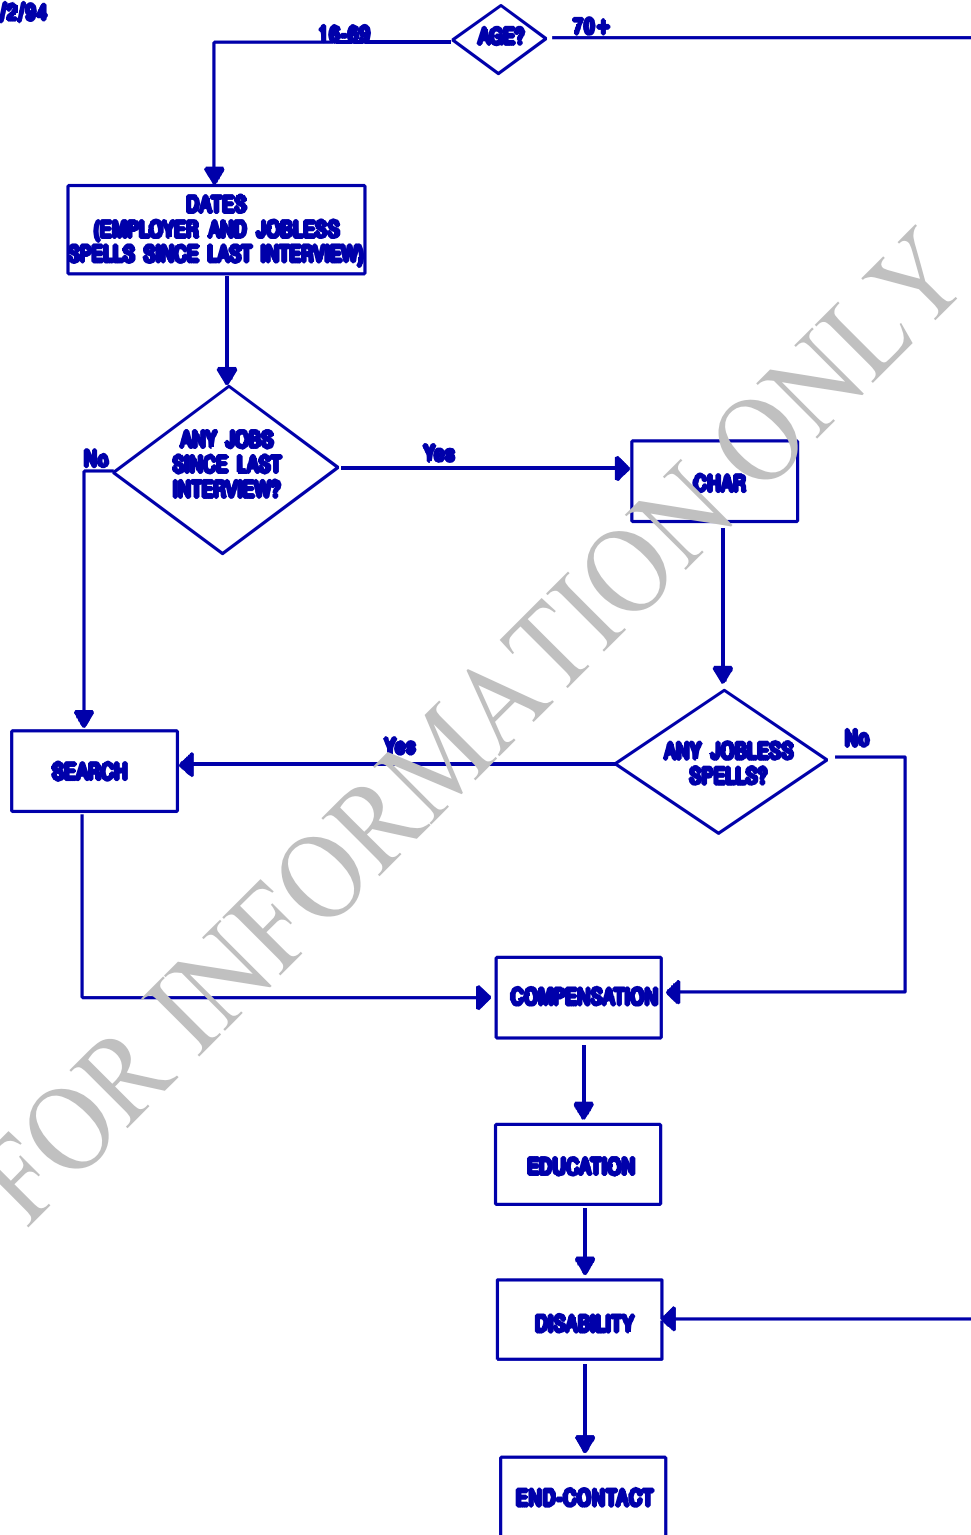 /2/94
AGE?
16-69
70+
DATES
(EMPLOYER AND JOBLESS
SPELLS SINCE LAST INTERVIEW)
ANY JOBS
SINCE LAST
INTERVIEW?
No
Yes
CHAR
ANY JOBLESS
SPELLS?
Yes
No
SEARCH
COMPENSATION
EDUCATION
DISABILITY
END-CONTACT
FOR INFORMATION ONLY